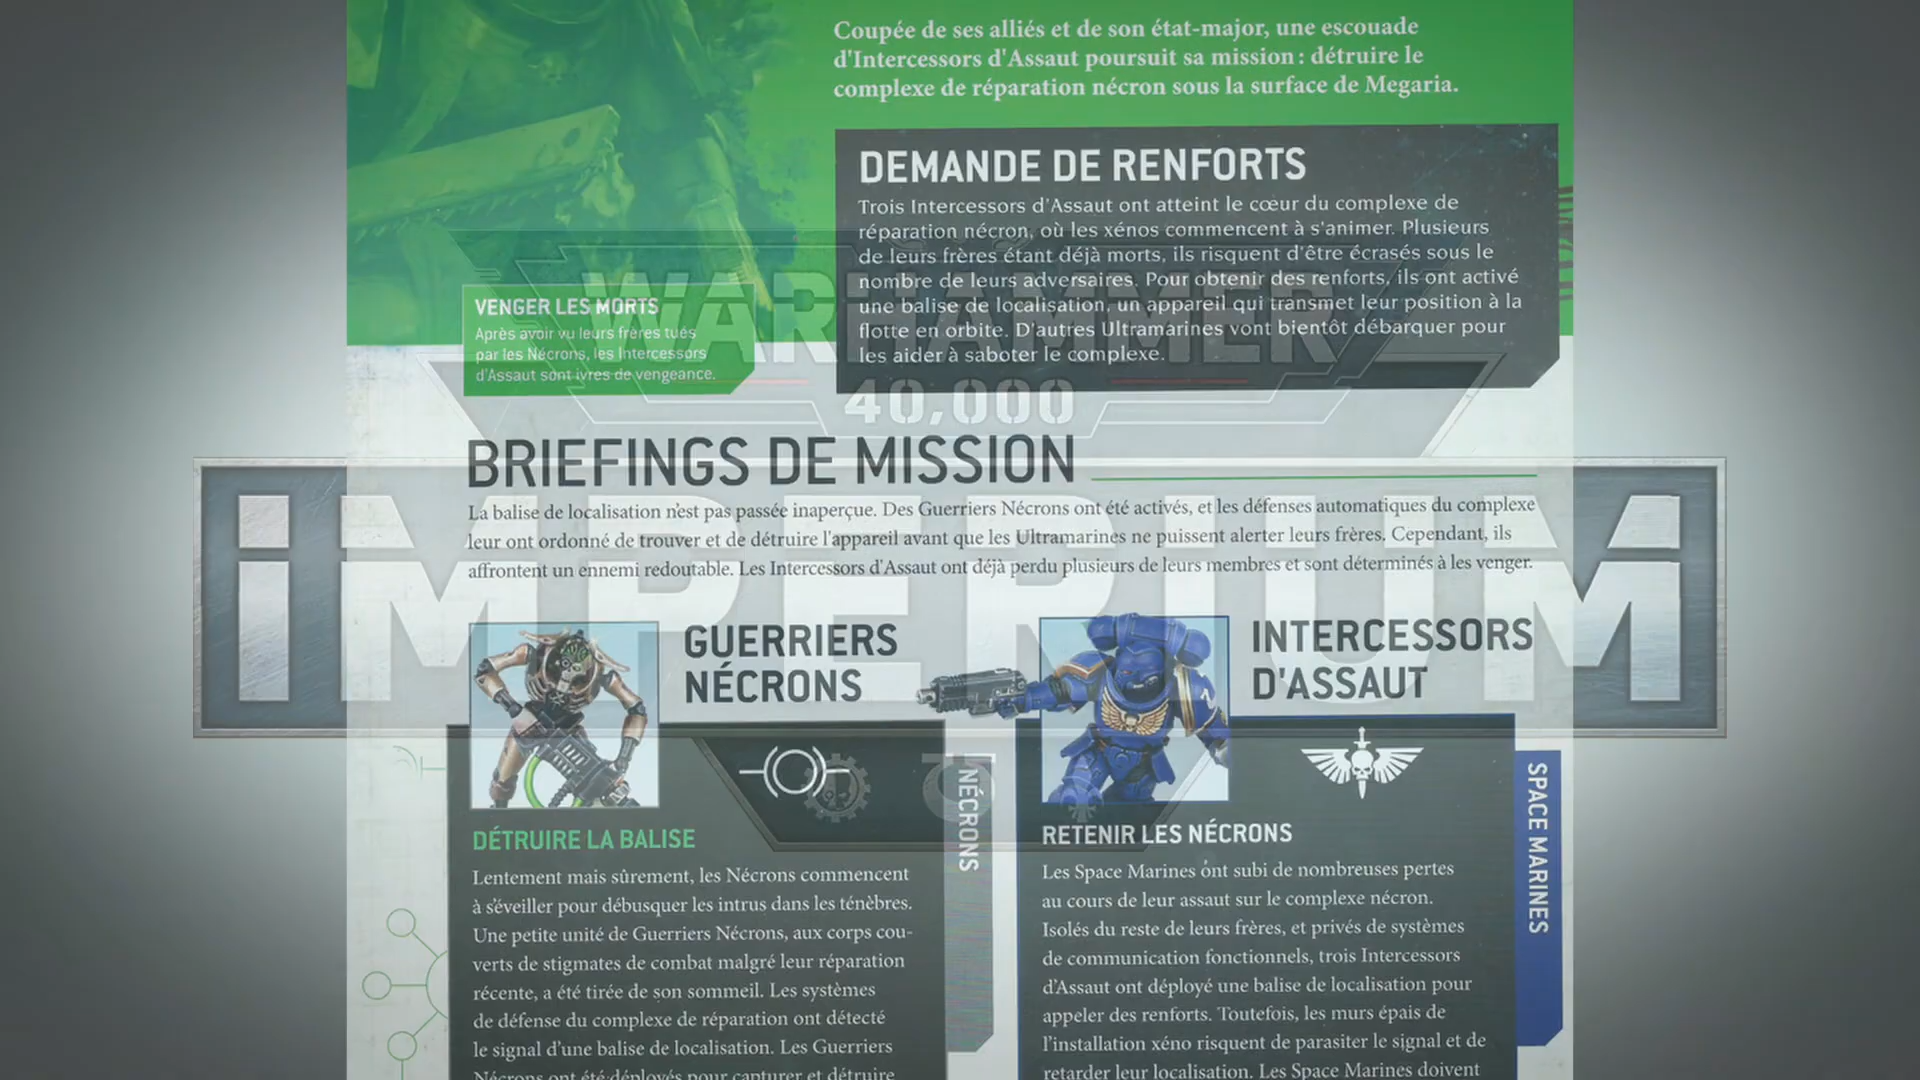 Coupée de ses alliés et de son état-major, une escouade
d'Intercessors d'Assaut poursuit sa mission : détruire le
complexe de réparation nécron sous la surface de Megaria.
DEMANDE DE RENFORTS
Trois Intercessors d'Assaut ont atteint le cœur du complexe de
réparation nécron, où les xénos commencent à s'animer. Plusieurs
de leurs frères étant déjà morts, ils risquent d'être écrasés sous le
nombre de leurs adversaires. Pour obtenir des renforts, ils ont activé
une balise de localisation, un appareil qui transmet leur position à la
flotte en orbite. D'autres Ultramarines vont bientôt débarquer pour
les aider à saboter le complexe.
VENGER LES MORTS
Après avoir vu leurs frères tués
par les Nécrons, les Intercessors
d'Assaut sont ivres de vengeance.
WARHAMMER
40,000
IMPERIUM
BRIEFINGS DE MISSION
La balise de localisation n'est pas passée inaperçue. Des Guerriers Nécrons ont été activés, et les défenses automatiques du complexe
leur ont ordonné de trouver et de détruire l'appareil avant que les Ultramarines ne puissent alerter leurs frères. Cependant, ils
affrontent un ennemi redoutable. Les Intercessors d'Assaut ont déjà perdu plusieurs de leurs membres et sont déterminés à les venger.
GUERRIERS
NÉCRONS
NÉCRONS
DÉTRUIRE LA BALISE
Lentement mais sûrement, les Nécrons commencent
à s'éveiller pour débusquer les intrus dans les ténèbres.
Une petite unité de Guerriers Nécrons, aux corps cou-
verts de stigmates de combat malgré leur réparation
récente, a été tirée de son sommeil. Les systèmes
de défense du complexe de réparation ont détecté
le signal d'une balise de localisation. Les Guerriers
Nécrons ont été déployés pour capturer et détruire
INTERCESSORS
D'ASSAUT
SPACE MARINES
RETENIR LES NÉCRONS
Les Space Marines ont subi de nombreuses pertes
au cours de leur assaut sur le complexe nécron.
Isolés du reste de leurs frères, et privés de systèmes
de communication fonctionnels, trois Intercessors
d'Assaut ont déployé une balise de localisation pour
appeler des renforts. Toutefois, les murs épais de
l'installation xéno risquent de parasiter le signal et de
retarder leur localisation. Les Space Marines doivent